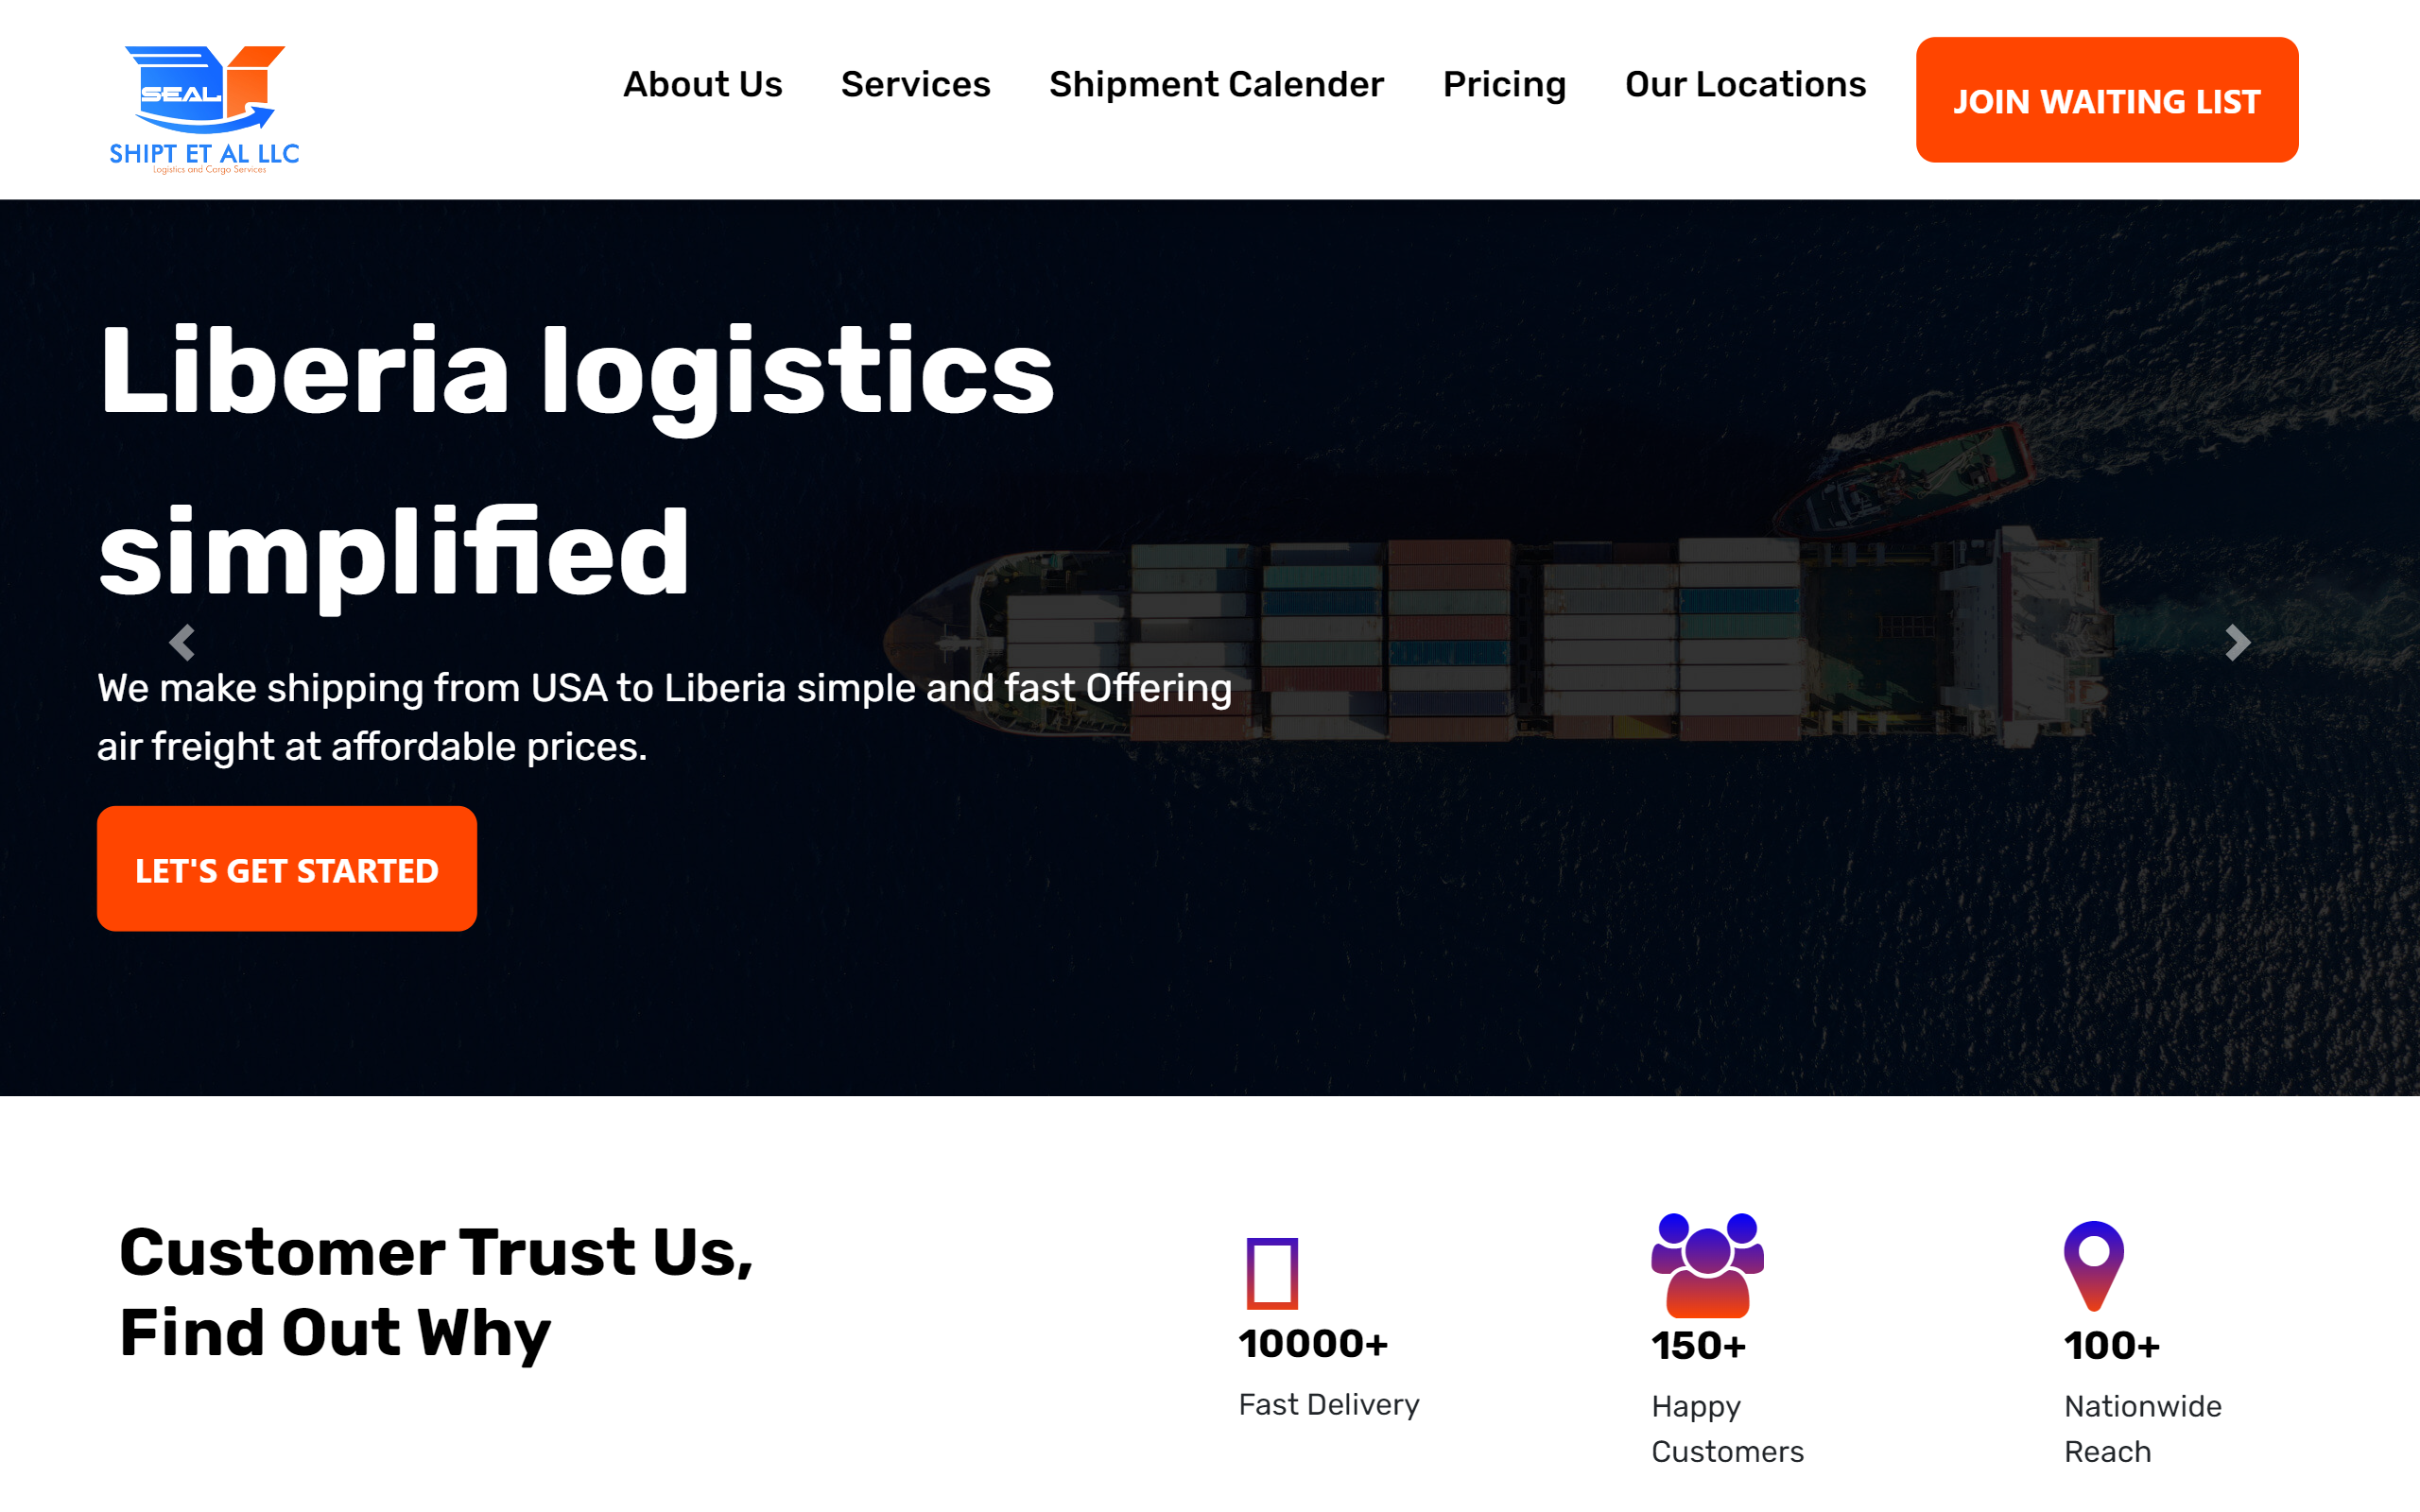 SEAL
SHIPT ET AL LLC
Logistics and Cargo Services
About Us
Services
Shipment Calender
Pricing
Our Locations
JOIN WAITING LIST
Liberia logistics
simplified
We make shipping from USA to Liberia simple and fast Offering
air freight at affordable prices.
LET'S GET STARTED
Customer Trust Us,
Find Out Why
10000+
Fast Delivery
150+
Happy
Customers
100+
Nationwide
Reach